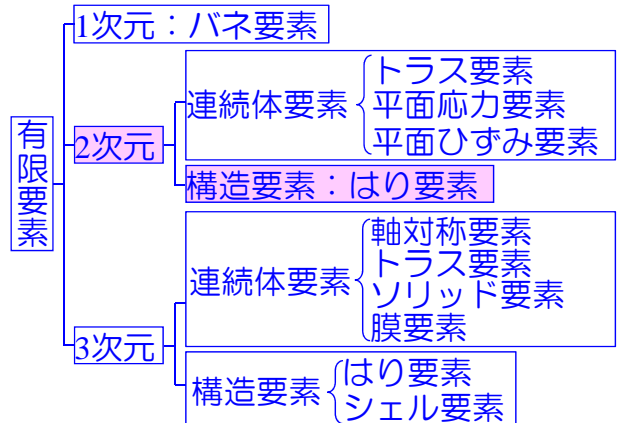 有限要素
1次元：バネ要素
2次元
連続体要素
トラス要素
平面応力要素
平面ひずみ要素
構造要素：はり要素
3次元
連続体要素
軸対称要素
トラス要素
ソリッド要素
膜要素
構造要素
はり要素
シェル要素